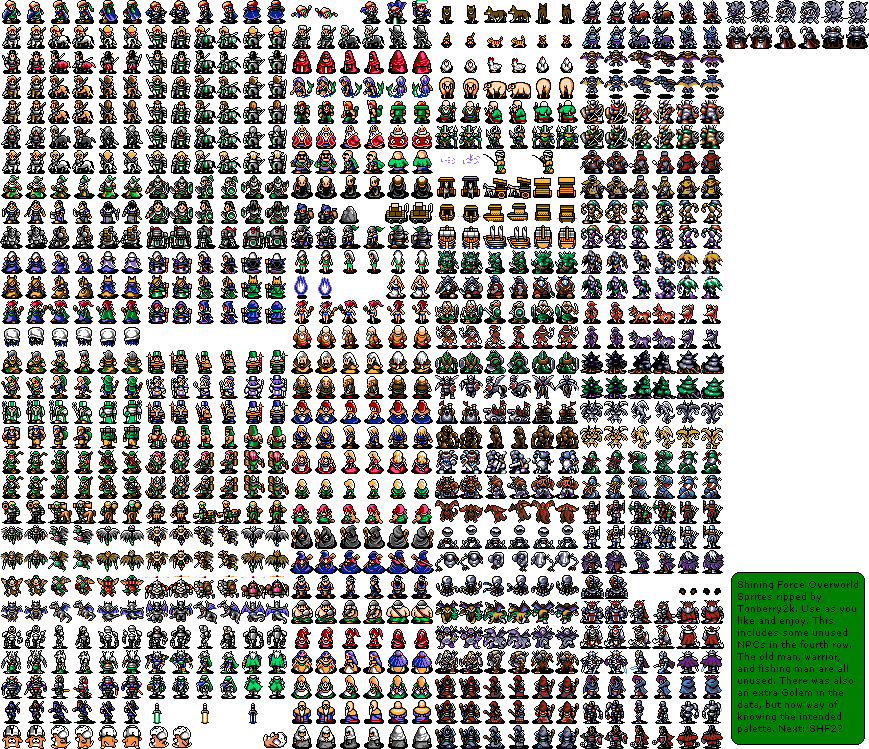 Shining Force Overworld
Sprites ripped by
Tonberry2k. Use as you
like and enjoy. This
includes some unused
NPCs in the fourth row.
The old man, warrior,
and fishing man are all
unused. There was also
an extra Golem in the
data, but now way of
knowing the intended
palette. Next: SHF2?